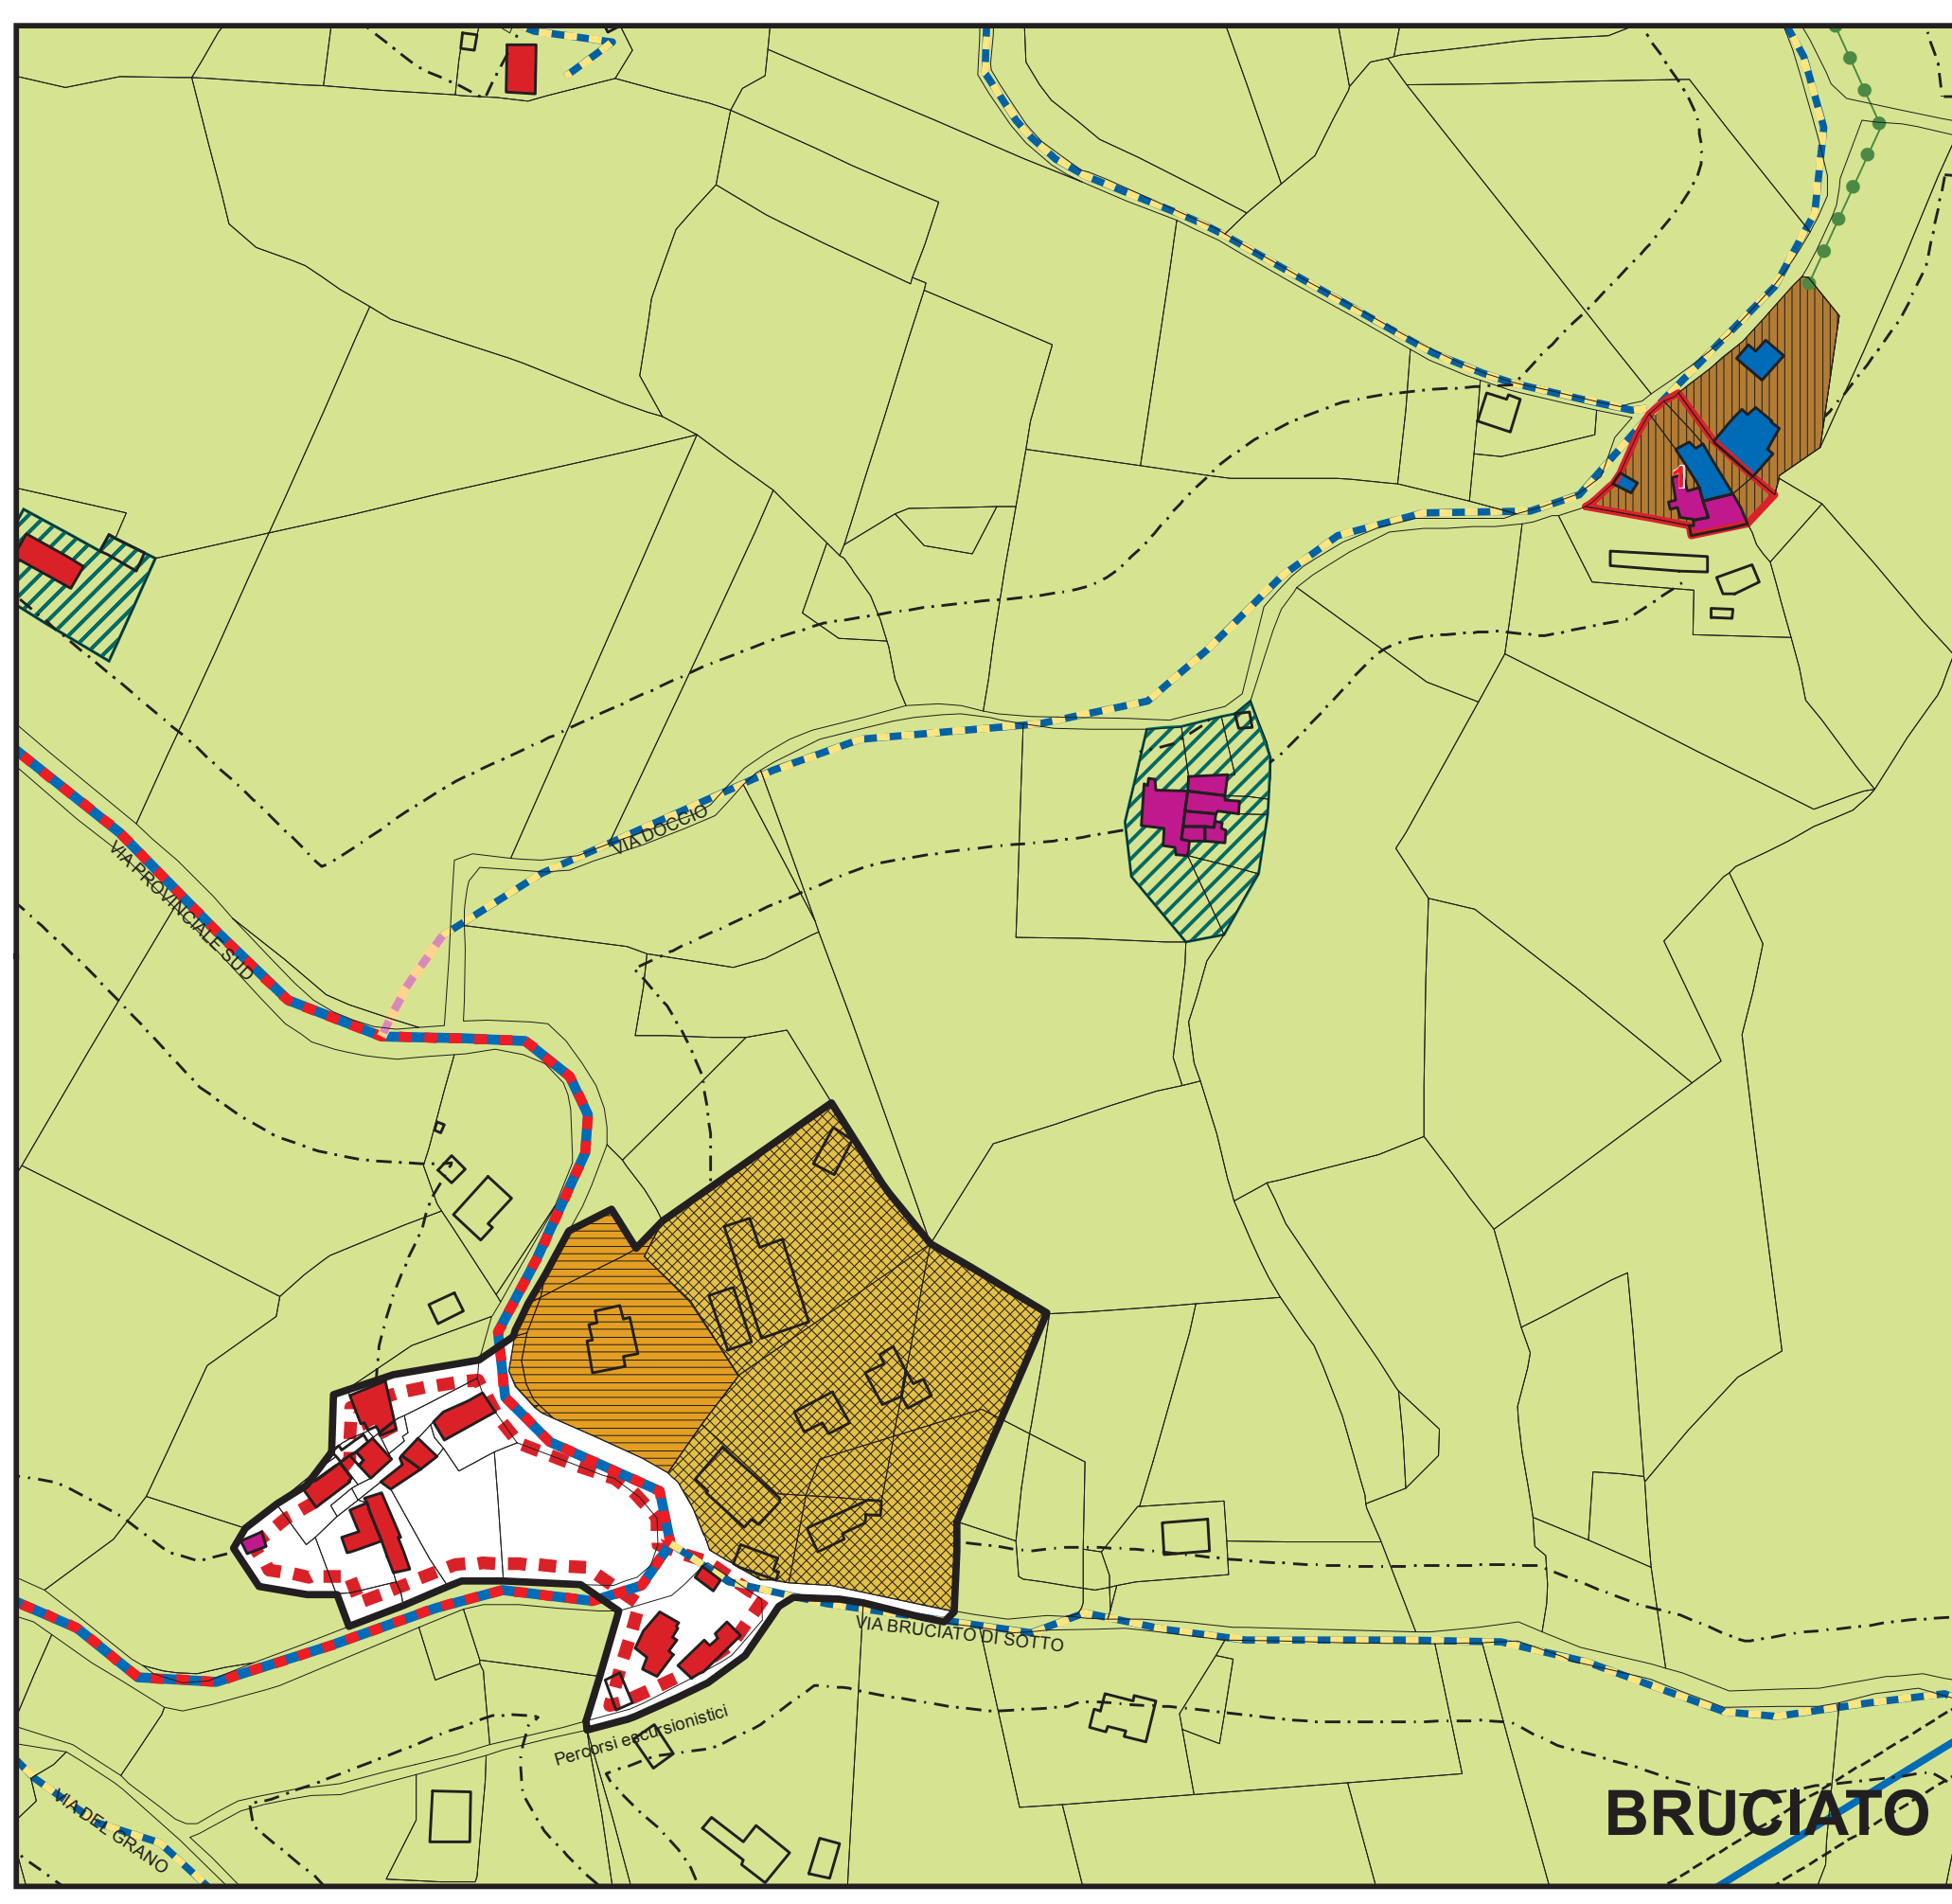 1
VIA DOCCIO
VIA PROVINCIALE SUD
VIA BRUCIATO DI SOTTO
Percorsi escursionistici
VIA DEL GRANO
BRUCIATO